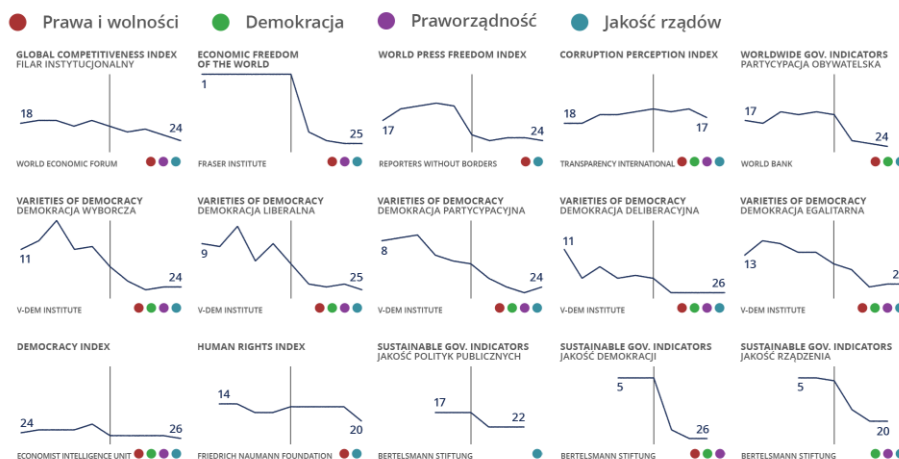 Prawa i wolności
Demokracja
Praworządność
Jakość rządów
GLOBAL COMPETITIVENESS INDEX
FILAR INSTYTUCJONALNY
18
24
WORLD ECONOMIC FORUM
ECONOMIC FREEDOM
OF THE WORLD
1
25
FRASER INSTITUTE
WORLD PRESS FREEDOM INDEX
17
24
REPORTERS WITHOUT BORDERS
CORRUPTION PERCEPTION INDEX
18
17
TRANSPARENCY INTERNATIONAL
WORLDWIDE GOV. INDICATORS
PARTYCYPACJA OBYWATELSKA
17
24
WORLD BANK
VARIETIES OF DEMOCRACY
DEMOKRACJA WYBORCZA
11
24
V-DEM INSTITUTE
VARIETIES OF DEMOCRACY
DEMOKRACJA LIBERALNA
9
25
V-DEM INSTITUTE
VARIETIES OF DEMOCRACY
DEMOKRACJA PARTYCYPACYJNA
8
24
V-DEM INSTITUTE
VARIETIES OF DEMOCRACY
DEMOKRACJA DELIBERACYJNA
11
26
V-DEM INSTITUTE
VARIETIES OF DEMOCRACY
DEMOKRACJA EGALITARNA
13
V-DEM INSTITUTE
DEMOCRACY INDEX
24
26
ECONOMIST INTELLIGENCE UNIT
HUMAN RIGHTS INDEX
14
20
FRIEDRICH NAUMANN FOUNDATION
SUSTAINABLE GOV. INDICATORS
JAKOŚĆ POLITYK PUBLICZNYCH
17
22
BERTELSMANN STIFTUNG
SUSTAINABLE GOV. INDICATORS
JAKOŚĆ DEMOKRACJI
5
26
BERTELSMANN STIFTUNG
SUSTAINABLE GOV. INDICATORS
JAKOŚĆ RZĄDZENIA
5
20
BERTELSMANN STIFTUNG